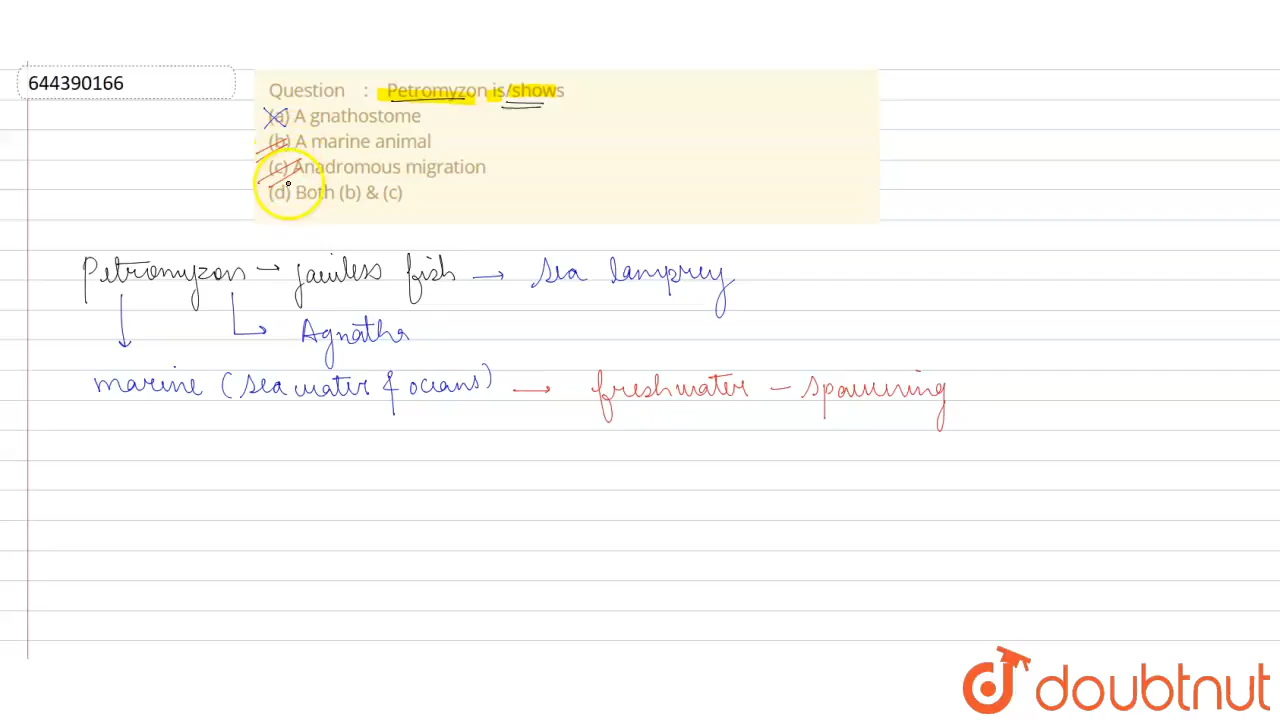 644390166
Question : Petromyzon is/shows
(a) A gnathostome
(b) A marine animal
(c) Anadromous migration
(d) Both (b) & (c)
Petromyzon → jawless fish → sea lamprey
Agnatha
marine (sea water & oceans) → freshwater - spawning
doubtnut